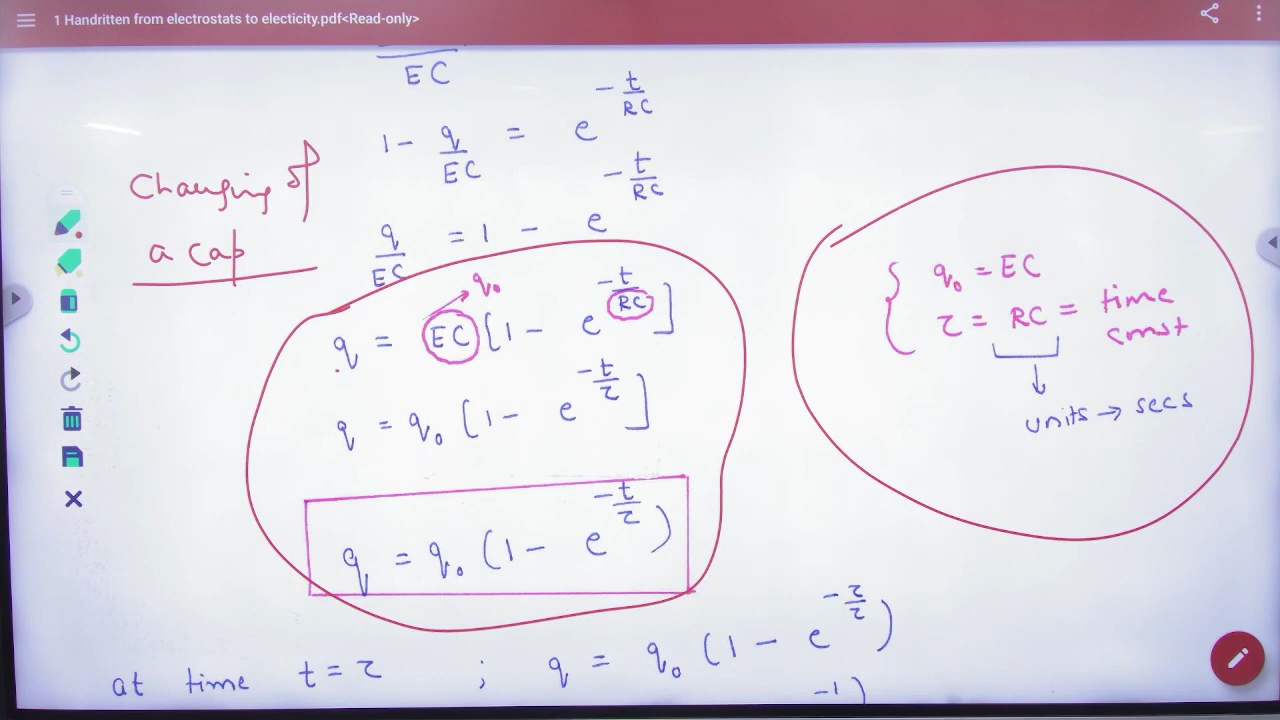 1 Handritten from electrostats to electicity.pdf<Read-only>
EC
1 - q/EC = e^(-t/RC)
Charging of
a cap
q/EC = 1 - e^(-t/RC)
q₀
q = EC [1 - e^(-t/RC)]
q = q₀ [1 - e^(-t/τ)]
q = q₀ (1 - e^(-t/τ))
{ q₀ = EC
τ = RC = time const
units → secs
at time t = τ ; q = q₀ (1 - e^(-τ/τ))
-1)